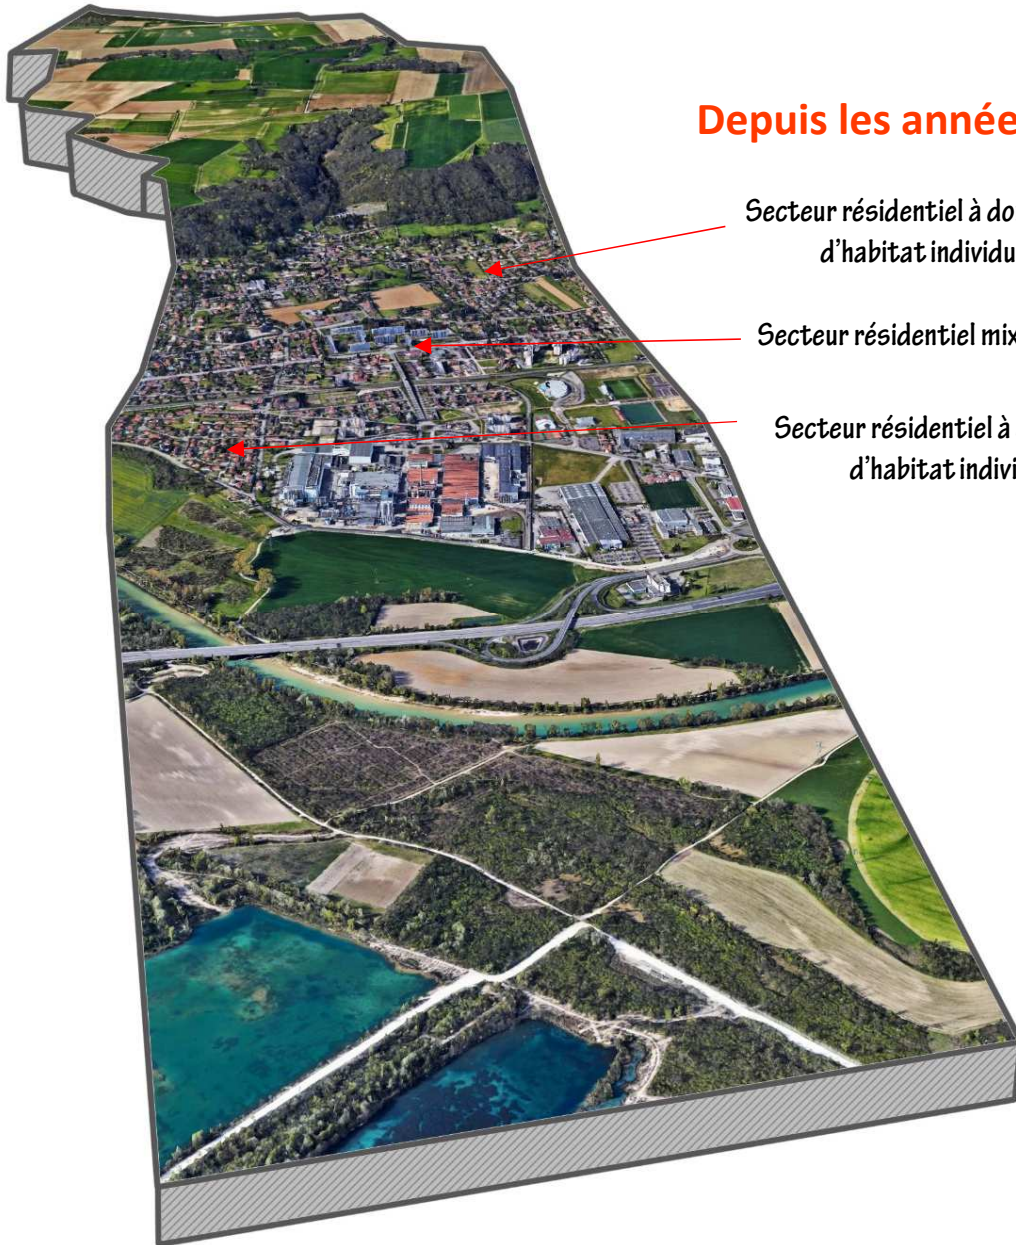 Depuis les année
Secteur résidentiel à do
d'habitat individu
Secteur résidentiel mix
Secteur résidentiel à
d'habitat indivi